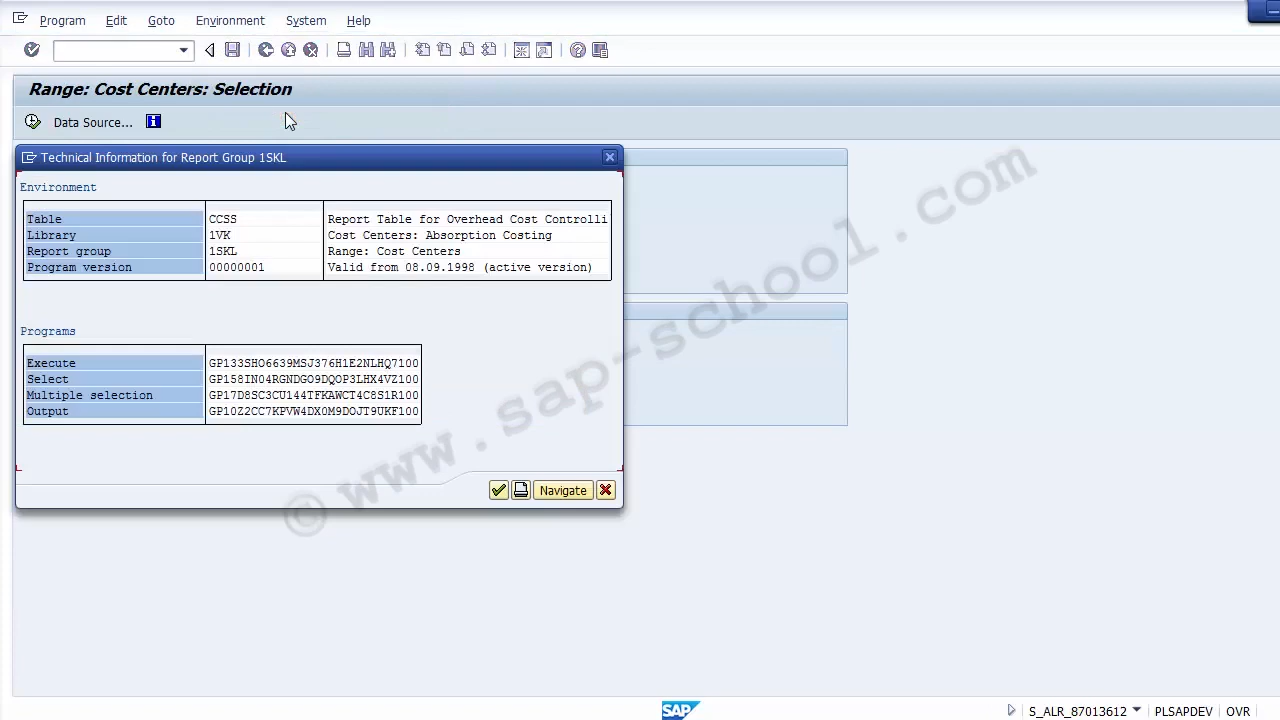 Program Edit Goto Environment System Help
Range: Cost Centers: Selection
Data Source...
Technical Information for Report Group 1SKL
Environment
Table CCSS Report Table for Overhead Cost Controlli
Library 1VK Cost Centers: Absorption Costing
Report group 1SKL Range: Cost Centers
Program version 00000001 Valid from 08.09.1998 (active version)
Programs
Execute GP133SHO6639MSJ376H1E2NLHQ7100
Select GP158IN04RGNDGO9DQOP3LHX4VZ100
Multiple selection GP17D8SC3CU144TFKAWCT4C8S1R100
Output GP10Z2CC7KPVW4DX0M9DOJT9UKF100
Navigate
© www.sap-school.com
SAP S_ALR_87013612 PLSAPDEV OVR